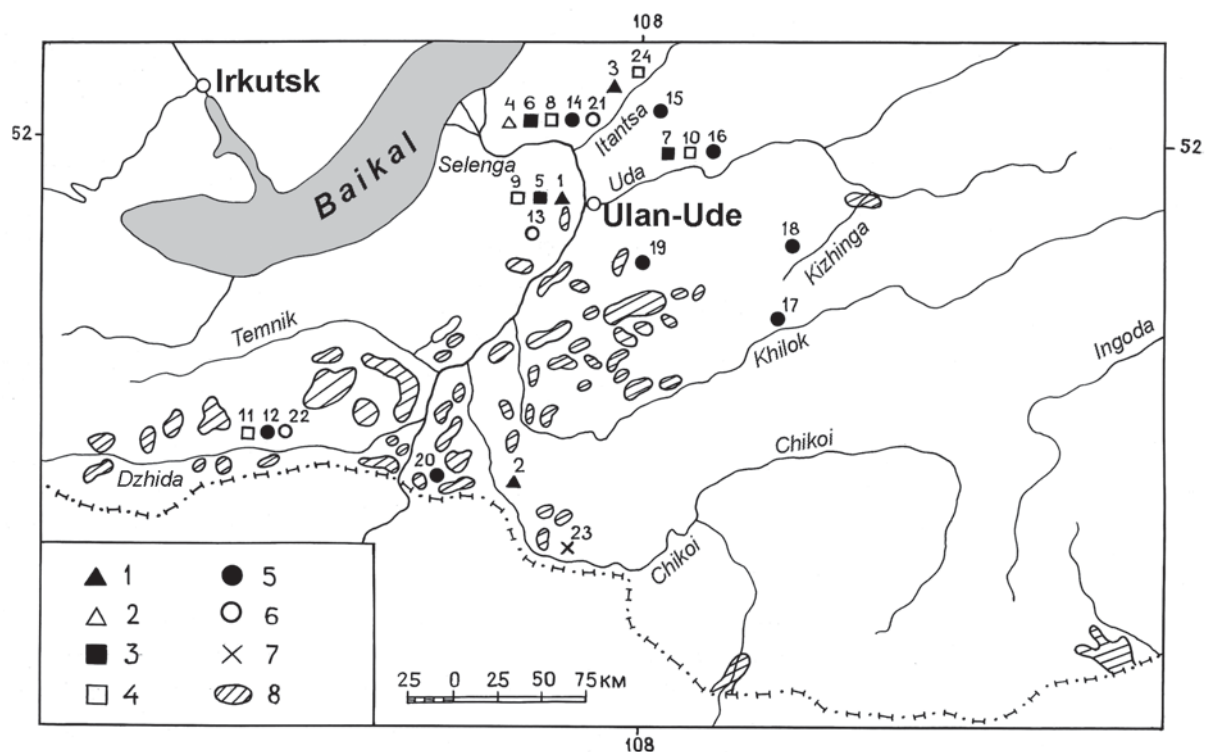 108
24
Irkutsk
3
4 6 8 14 21
15
52
Itantsa
7 10 16
52
Selenga
Baikal
Uda
9 5 1
Ulan-Ude
13
18
19
Kizhinga
17
Temnik
Khilok
Ingoda
11 12 22
Chikoi
20
Dzhida
2
23
Chikoi
1 5
2 6
3 7
4 8
25 0 25 50 75 КМ
108